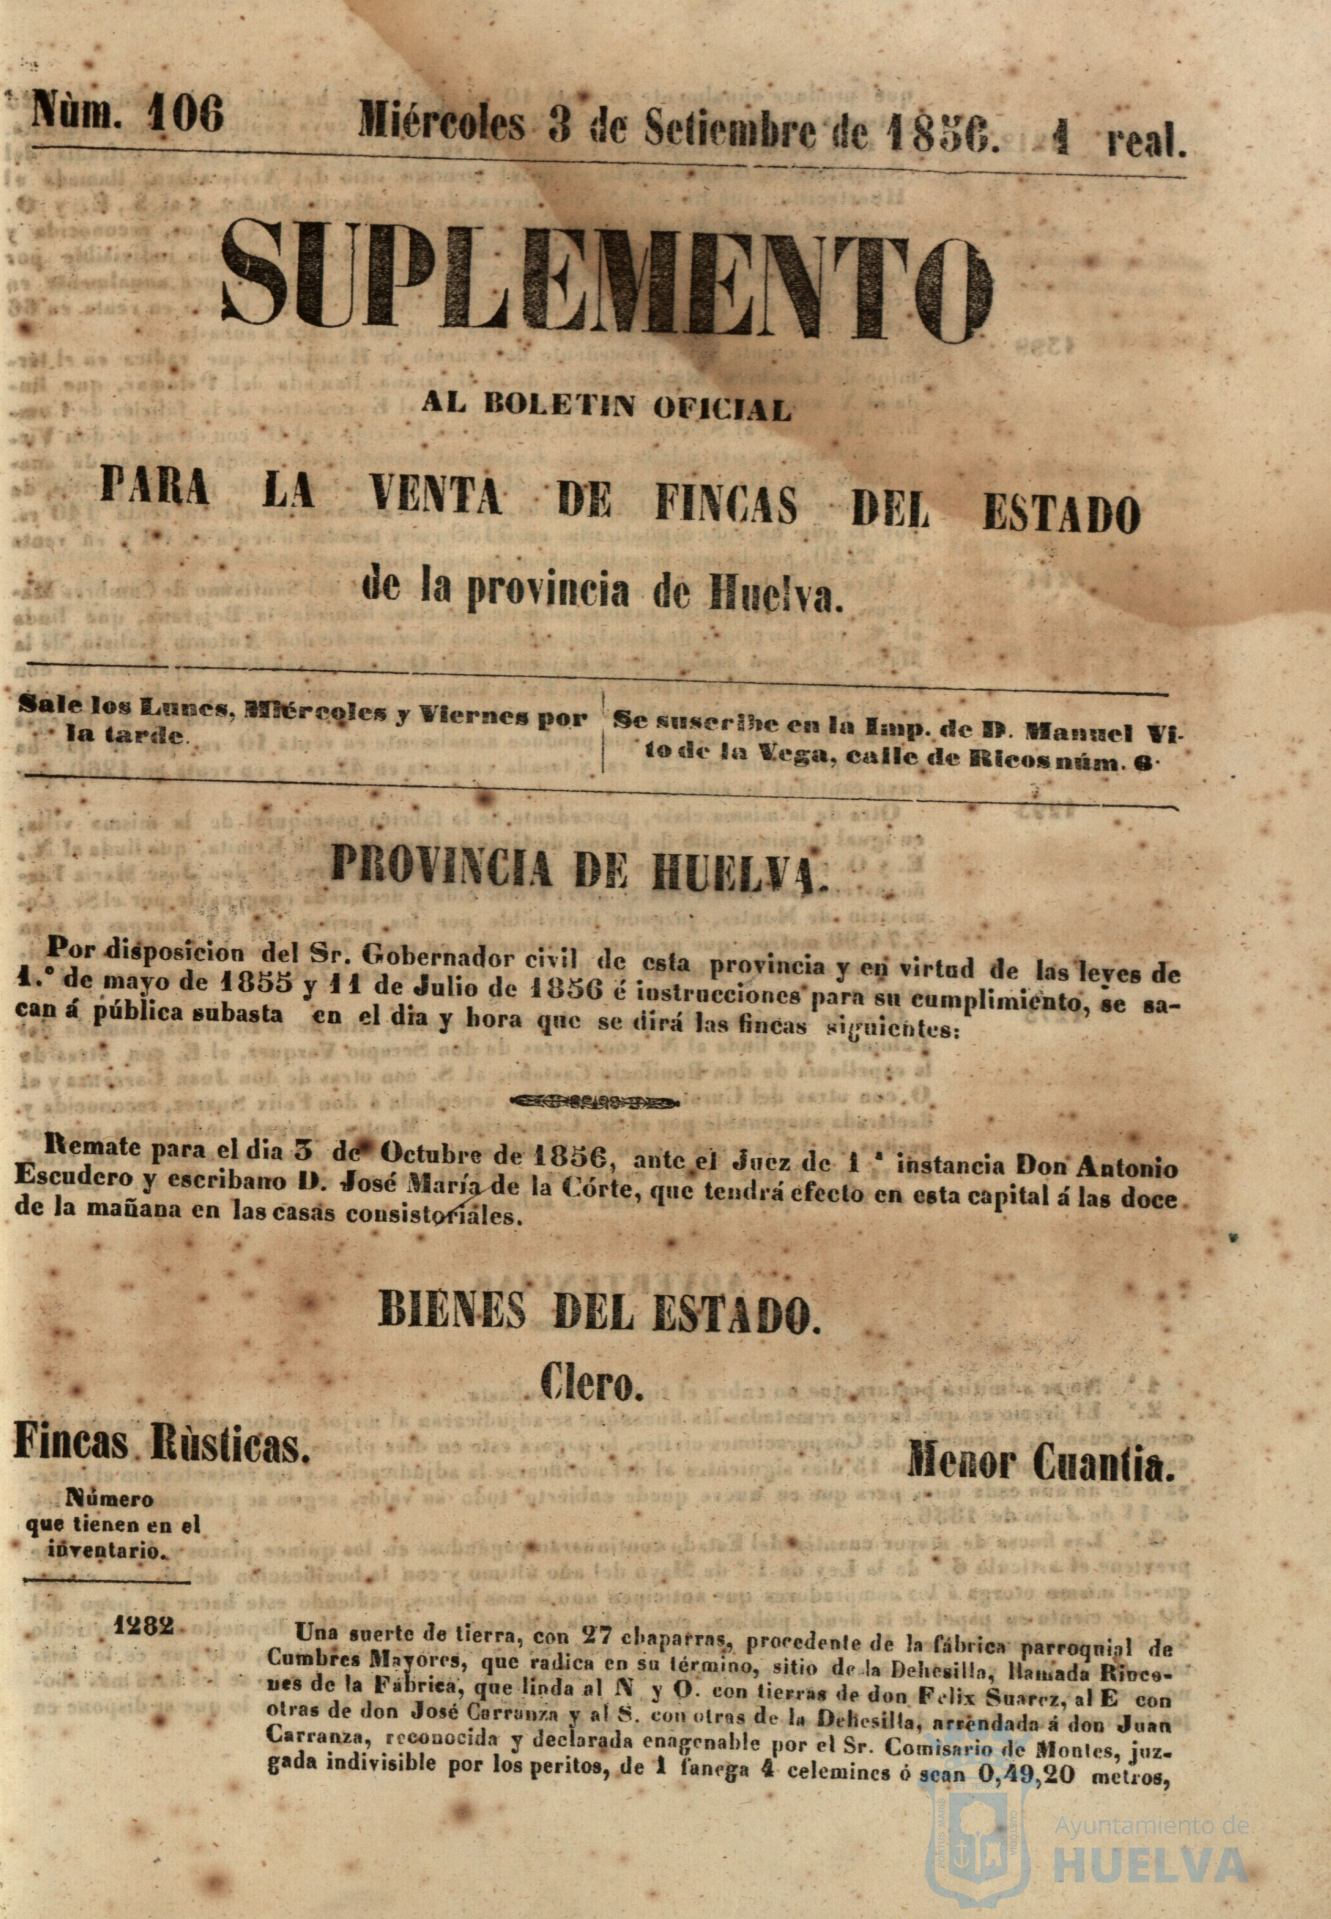 Nùm. 106 Miércoles 3 de Setiembre de 1856. 1 real.
SUPLEMENTO
AL BOLETIN OFICIAL
PARA LA VENTA DE FINCAS DEL ESTADO
de la provincia de Huelva.
Sale los Lunes, Miércoles y Viernes por
la tarde.
Se suscribe en la Imp. de D. Manuel Vi-
to de la Vega, calle de Ricos núm. 6
PROVINCIA DE HUELVA.
Por disposicion del Sr. Gobernador civil de esta provincia y en virtud de las leyes de
1.º de mayo de 1855 y 11 de Julio de 1856 é instrucciones para su cumplimiento, se sa-
can á pública subasta en el dia y hora que se dirá las fincas siguientes:
Remate para el dia 3 de Octubre de 1856, ante el Juez de 1.ª instancia Don Antonio
Escudero y escribano D. José María de la Córte, que tendrá efecto en esta capital á las doce
de la mañana en las casas consistoriales.
BIENES DEL ESTADO.
Clero.
Fincas Rùsticas.
Menor Cuantia.
Número
que tienen en el
inventario.
1282
Una suerte de tierra, con 27 chaparras, procedente de la fábrica parroquial de
Cumbres Mayores, que radica en su término, sitio de la Dehesilla, llamada Rinco-
nes de la Fábrica, que linda al N y O. con tierras de don Felix Suarez, al E con
otras de don José Carranza y al S. con otras de la Dehesilla, arrendada á don Juan
Carranza, reconocida y declarada enagenable por el Sr. Comisario de Montes, juz-
gada indivisible por los peritos, de 1 fanega 4 celemines ó sean 0,49,20 metros,
Ayuntamiento de
HUELVA